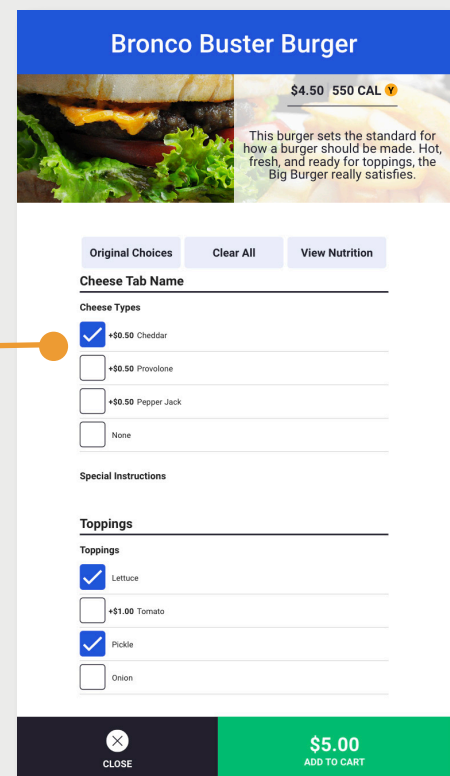 Bronco Buster Burger
$4.50 550 CAL Y
This burger sets the standard for
how a burger should be made. Hot,
fresh, and ready for toppings, the
Big Burger really satisfies.
Original Choices Clear All View Nutrition
Cheese Tab Name
Cheese Types
+$0.50 Cheddar
+$0.50 Provolone
+$0.50 Pepper Jack
None
Special Instructions
Toppings
Toppings
Lettuce
+$1.00 Tomato
Pickle
Onion
CLOSE
$5.00
ADD TO CART